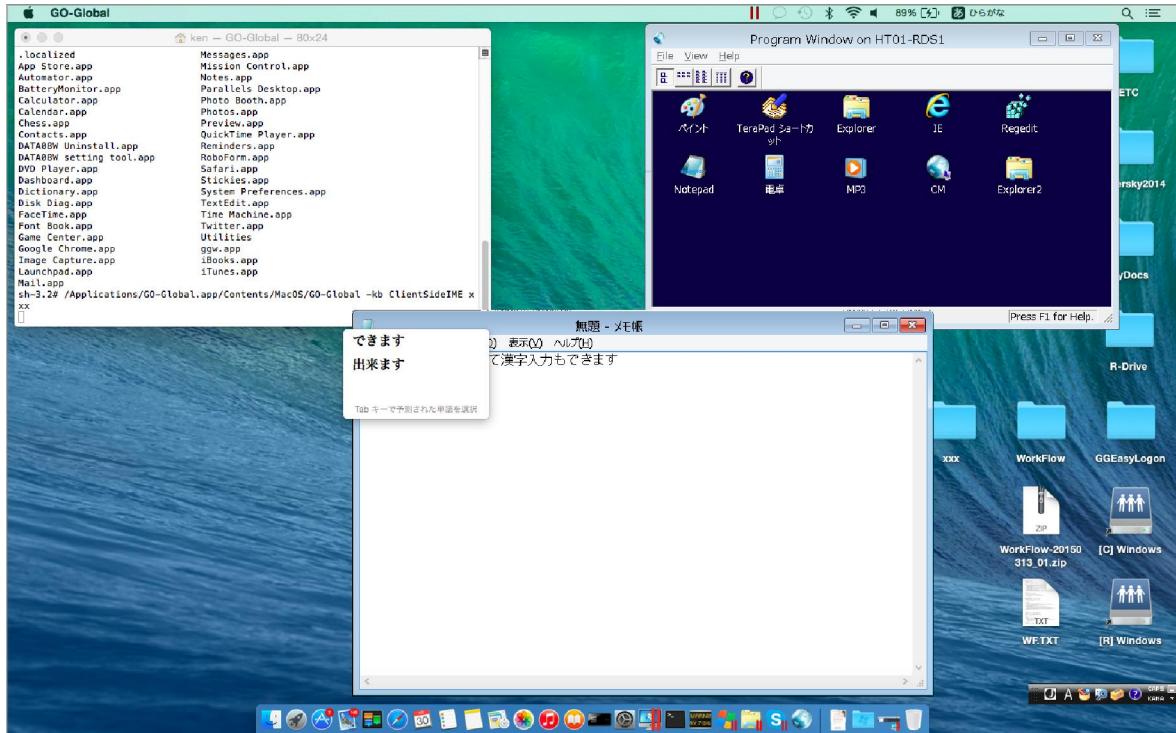 GO-Global
89%
あ ひらがな
ken — GO-Global — 80×24
.localized Messages.app
App Store.app Mission Control.app
Automator.app Notes.app
BatteryMonitor.app Parallels Desktop.app
Calculator.app Photo Booth.app
Calendar.app Photos.app
Chess.app Preview.app
Contacts.app QuickTime Player.app
DATA08W Uninstall.app Reminders.app
DATA08W setting tool.app RoboForm.app
DVD Player.app Safari.app
Dashboard.app Stickies.app
Dictionary.app System Preferences.app
Disk Diag.app TextEdit.app
FaceTime.app Time Machine.app
Font Book.app Twitter.app
Game Center.app Utilities
Google Chrome.app ggw.app
Image Capture.app iBooks.app
Launchpad.app iTunes.app
Mail.app
sh-3.2# /Applications/GO-Global.app/Contents/MacOS/GO-Global -kb ClientSideIME x
xx
Program Window on HT01-RDS1
File View Help
ペイント
TeraPad ショートカ
ット
Explorer
IE
Regedit
Notepad
電卓
MP3
CM
Explorer2
Press F1 for Help.
無題 - メモ帳
表示(V) ヘルプ(H)
て漢字入力もできます
できます
出来ます
Tab キーで予測された単語を選択
ETC
ersky2014
yDocs
R-Drive
xxx
WorkFlow
GGEasyLogon
ZIP
WorkFlow-20150
313_01.zip
[C] Windows
TXT
WF.TXT
[R] Windows
A
CAPS
KANA
30